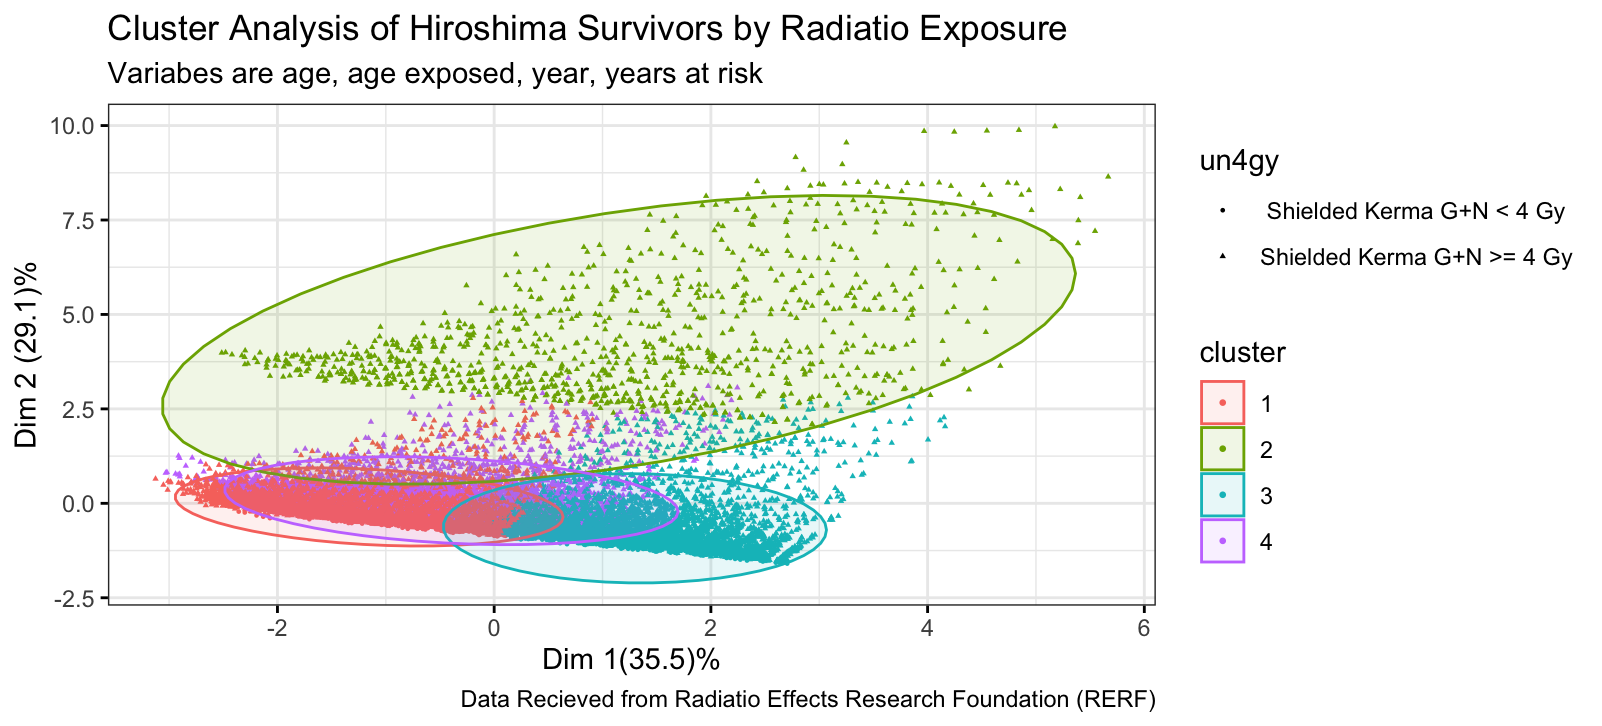 Cluster Analysis of Hiroshima Survivors by Radiatio Exposure
Variabes are age, age exposed, year, years at risk
10.0
7.5
5.0
2.5
0.0
-2.5
Dim 2 (29.1)%
-2
0
2
4
6
Dim 1(35.5)%
Data Recieved from Radiatio Effects Research Foundation (RERF)
un4gy
Shielded Kerma G+N < 4 Gy
Shielded Kerma G+N >= 4 Gy
cluster
1
2
3
4